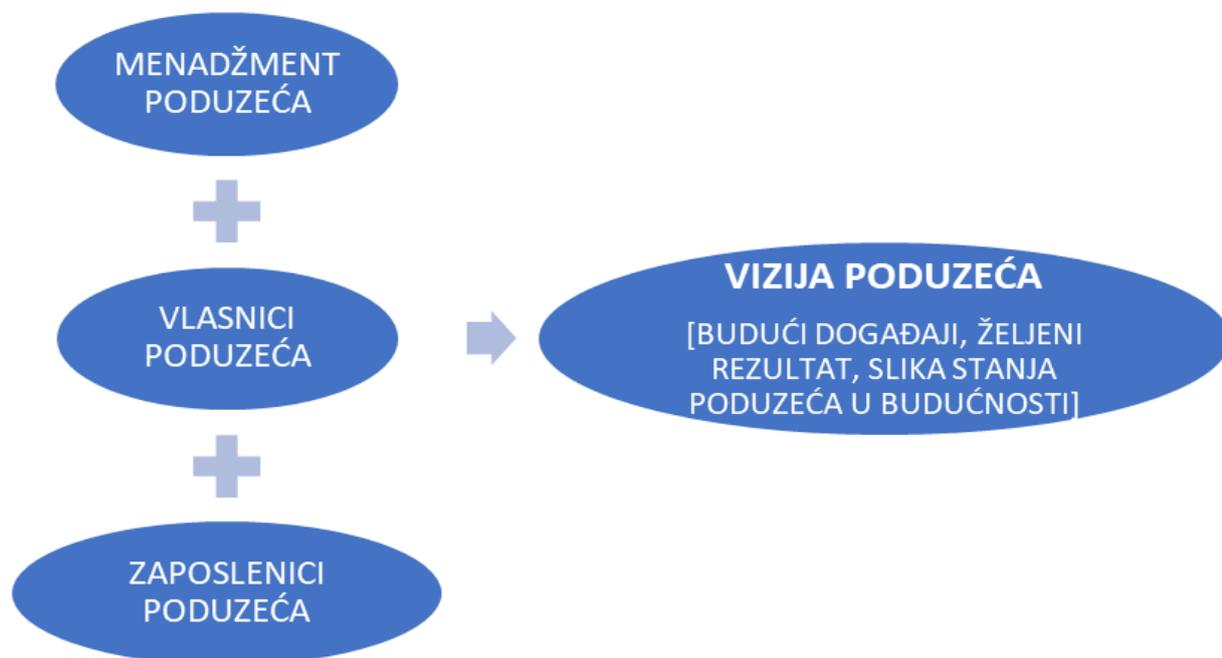 MENADŽMENT
PODUZEĆA
VLASNICI
PODUZEĆA
ZAPOSLENICI
PODUZEĆA
VIZIJA PODUZEĆA
[BUDUĆI DOGAĐAJI, ŽELJENI
REZULTAT, SLIKA STANJA
PODUZEĆA U BUDUĆNOSTI]